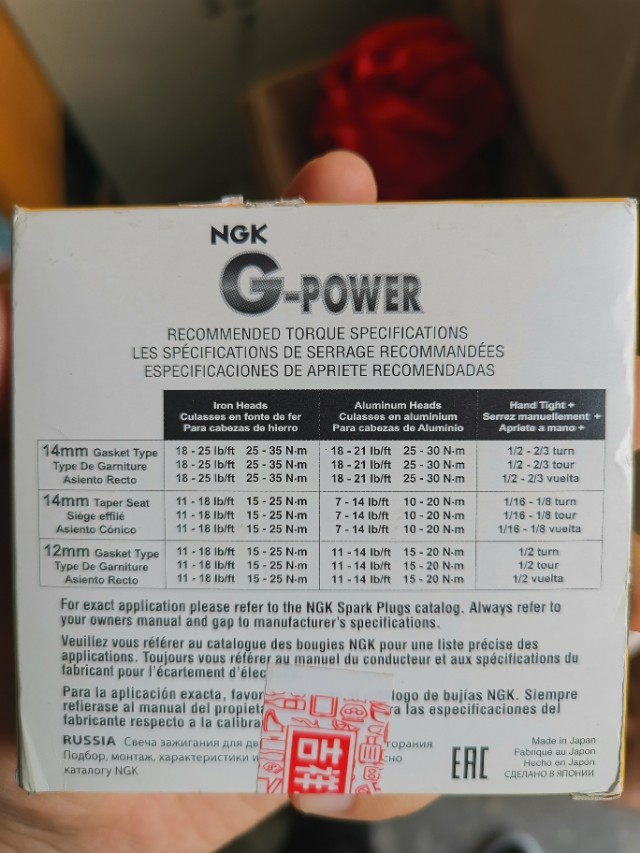 NGK
G-POWER
RECOMMENDED TORQUE SPECIFICATIONS
LES SPÉCIFICATIONS DE SERRAGE RECOMMANDÉES
ESPECIFICACIONES DE APRIETE RECOMENDADAS
Iron Heads Aluminum Heads Hand Tight +
Culasses en fonte de fer Culasses en aluminium Serrez manuellement +
Para cabezas de hierro Para cabezas de Aluminio Apriete a mano +
14mm Gasket Type 18 - 25 lb/ft 25 - 35 N·m 18 - 21 lb/ft 25 - 30 N·m 1/2 - 2/3 turn
Type De Garniture 18 - 25 lb/ft 25 - 35 N·m 18 - 21 lb/ft 25 - 30 N·m 1/2 - 2/3 tour
Asiento Recto 18 - 25 lb/ft 25 - 35 N·m 18 - 21 lb/ft 25 - 30 N·m 1/2 - 2/3 vuelta
14mm Taper Seat 11 - 18 lb/ft 15 - 25 N·m 7 - 14 lb/ft 10 - 20 N·m 1/16 - 1/8 turn
Siège effilé 11 - 18 lb/ft 15 - 25 N·m 7 - 14 lb/ft 10 - 20 N·m 1/16 - 1/8 tour
Asiento Cónico 11 - 18 lb/ft 15 - 25 N·m 7 - 14 lb/ft 10 - 20 N·m 1/16 - 1/8 vuelta
12mm Gasket Type 11 - 18 lb/ft 15 - 25 N·m 11 - 14 lb/ft 15 - 20 N·m 1/2 turn
Type De Garniture 11 - 18 lb/ft 15 - 25 N·m 11 - 14 lb/ft 15 - 20 N·m 1/2 tour
Asiento Recto 11 - 18 lb/ft 15 - 25 N·m 11 - 14 lb/ft 15 - 20 N·m 1/2 vuelta
For exact application please refer to the NGK Spark Plugs catalog. Always refer to
your owners manual and gap to manufacturer's specifications.
Veuillez vous référer au catalogue des bougies NGK pour une liste précise des
applications. Toujours vous référer au manuel du conducteur et aux spécifications du
fabricant pour l'écartement d'élec
Para la aplicación exacta, favor logo de bujías NGK. Siempre
refierase al manual del propieta a las especificaciones del
fabricante respecto a la calibra
RUSSIA Свеча зажигания для дв горания
Подбор, монтаж, характеристики и сно
каталогу NGK
吉祥
EAC
Made in Japan
Fabriqué au Japon
Hecho en Japón
СДЕЛАНО В ЯПОНИИ